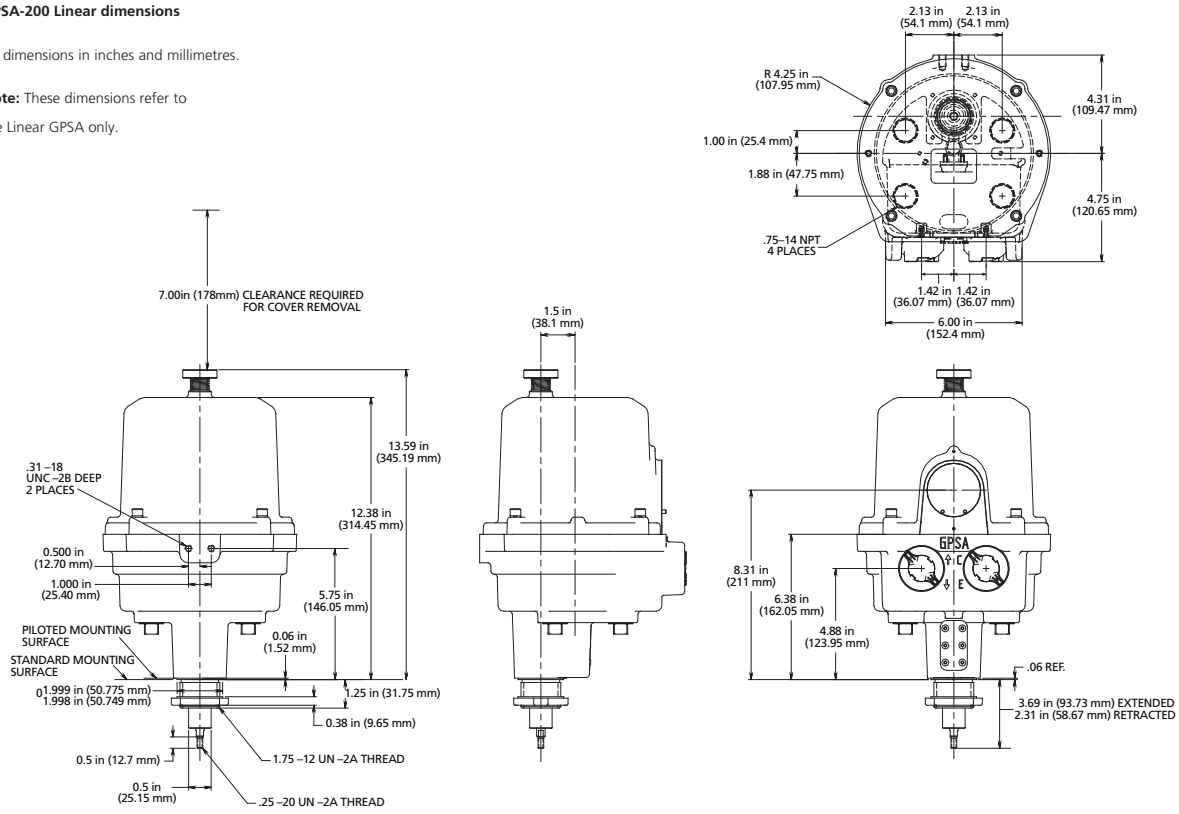 PSA-200 Linear dimensions
dimensions in inches and millimetres.
ote: These dimensions refer to
e Linear GPSA only.
2.13 in
(54.1 mm)
2.13 in
(54.1 mm)
R 4.25 in
(107.95 mm)
4.31 in
(109.47 mm)
1.00 in (25.4 mm)
1.88 in (47.75 mm)
4.75 in
(120.65 mm)
.75–14 NPT
4 PLACES
1.42 in
(36.07 mm)
1.42 in
(36.07 mm)
6.00 in
(152.4 mm)
7.00in (178mm) CLEARANCE REQUIRED
FOR COVER REMOVAL
1.5 in
(38.1 mm)
13.59 in
(345.19 mm)
12.38 in
(314.45 mm)
.31 –18
UNC –2B DEEP
2 PLACES
0.500 in
(12.70 mm)
1.000 in
(25.40 mm)
5.75 in
(146.05 mm)
PILOTED MOUNTING
SURFACE
0.06 in
(1.52 mm)
STANDARD MOUNTING
SURFACE
0 1.999 in (50.775 mm)
1.998 in (50.749 mm)
1.25 in (31.75 mm)
0.38 in (9.65 mm)
0.5 in (12.7 mm)
1.75 –12 UN –2A THREAD
0.5 in
(25.15 mm)
.25 –20 UN –2A THREAD
GPSA
C
E
8.31 in
(211 mm)
6.38 in
(162.05 mm)
4.88 in
(123.95 mm)
.06 REF.
3.69 in (93.73 mm) EXTENDED
2.31 in (58.67 mm) RETRACTED